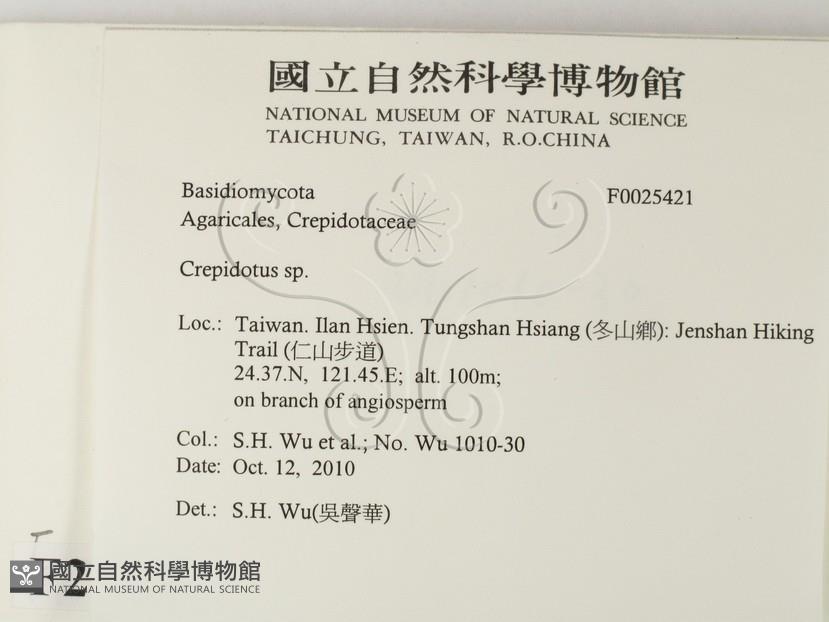 國立自然科學博物館
NATIONAL MUSEUM OF NATURAL SCIENCE
TAICHUNG, TAIWAN, R.O.CHINA
Basidiomycota F0025421
Agaricales, Crepidotaceae
Crepidotus sp.
Loc.: Taiwan. Ilan Hsien. Tungshan Hsiang (冬山鄉): Jenshan Hiking
Trail (仁山步道)
24.37.N, 121.45.E; alt. 100m;
on branch of angiosperm
Col.: S.H. Wu et al.; No. Wu 1010-30
Date: Oct. 12, 2010
Det.: S.H. Wu(吳聲華)
F2
國立自然科學博物館
NATIONAL MUSEUM OF NATURAL SCIENCE